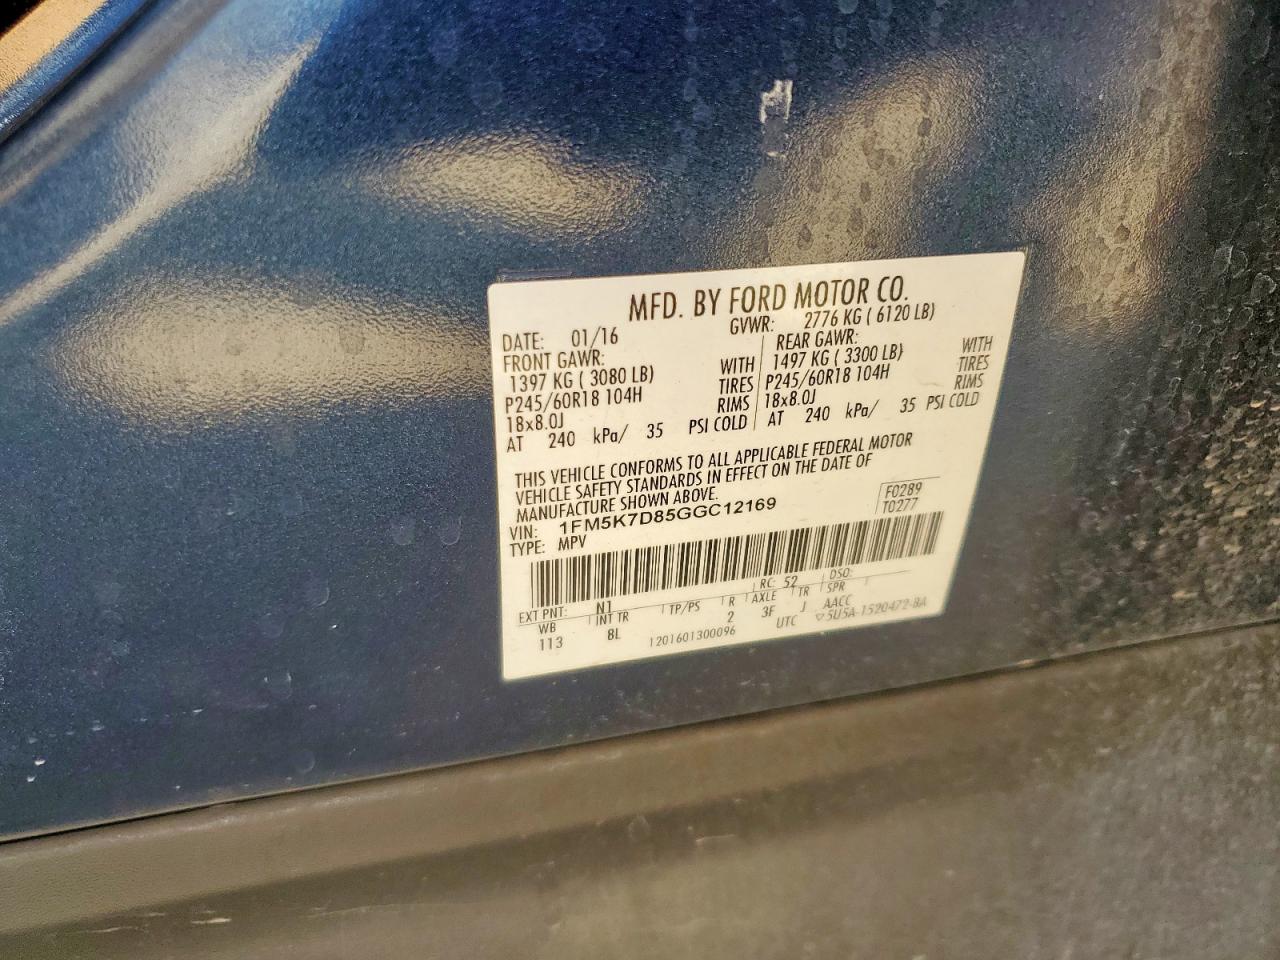 MFD. BY FORD MOTOR CO.
DATE: 01/16 GVWR: 2776 KG ( 6120 LB)
FRONT GAWR: REAR GAWR:
1397 KG ( 3080 LB) WITH 1497 KG ( 3300 LB) WITH
P245/60R18 104H TIRES P245/60R18 104H TIRES
18x8.0J RIMS 18x8.0J RIMS
AT 240 kPa/ 35 PSI COLD AT 240 kPa/ 35 PSI COLD
THIS VEHICLE CONFORMS TO ALL APPLICABLE FEDERAL MOTOR
VEHICLE SAFETY STANDARDS IN EFFECT ON THE DATE OF
MANUFACTURE SHOWN ABOVE.
VIN: 1FM5K7D85GGC12169 F0289
TYPE: MPV T0277
EXT PNT: N1 RC: 52 DSO:
WB INT TR TP/PS R AXLE TR SPR
113 8L 2 3F J AACC
1201601300096 UTC ▽5U5A-1520472-BA